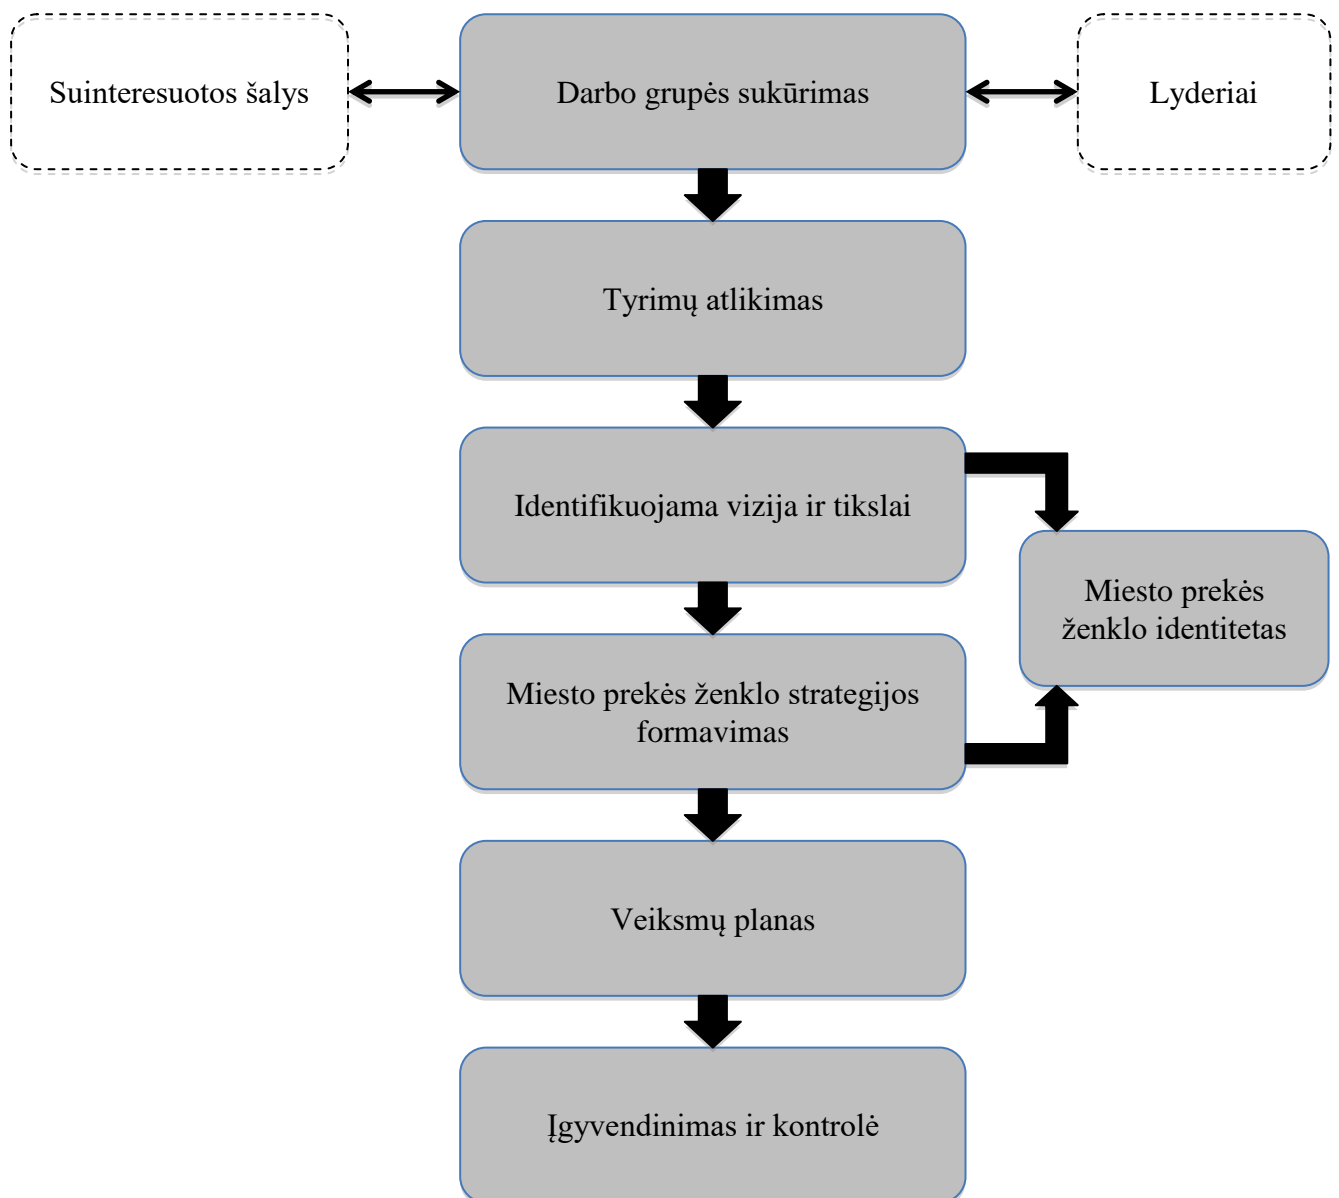 Suinteresuotos šalys
Darbo grupės sukūrimas
Lyderiai
Tyrimų atlikimas
Identifikuojama vizija ir tikslai
Miesto prekės
ženklo identitetas
Miesto prekės ženklo strategijos
formavimas
Veiksmų planas
Įgyvendinimas ir kontrolė